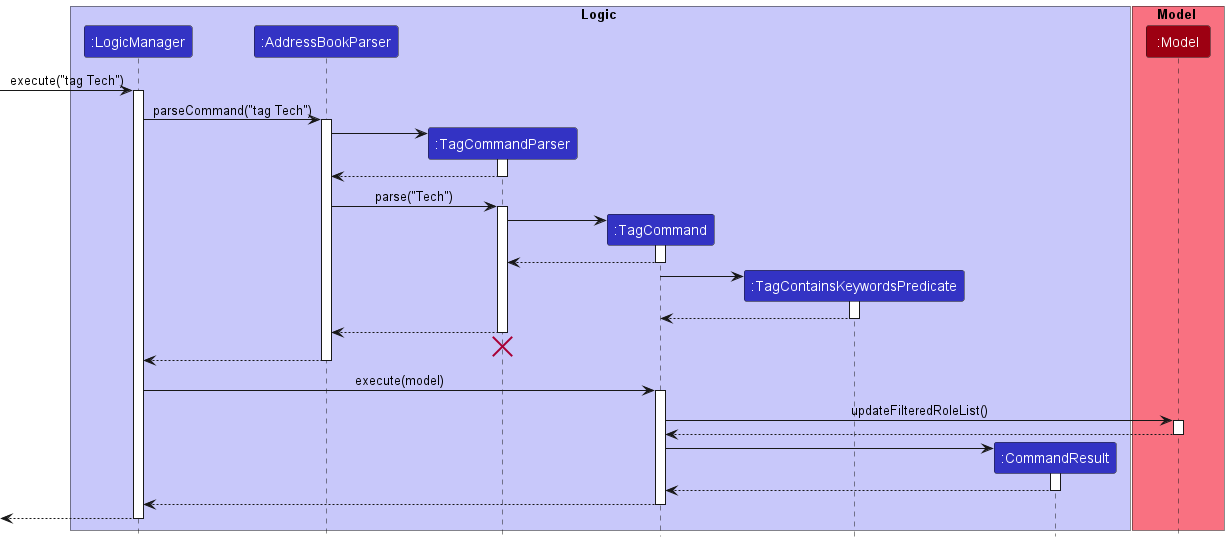 Logic
Model
:LogicManager
:AddressBookParser
:Model
execute("tag Tech")
parseCommand("tag Tech")
:TagCommandParser
parse("Tech")
:TagCommand
:TagContainsKeywordsPredicate
execute(model)
updateFilteredRoleList()
:CommandResult